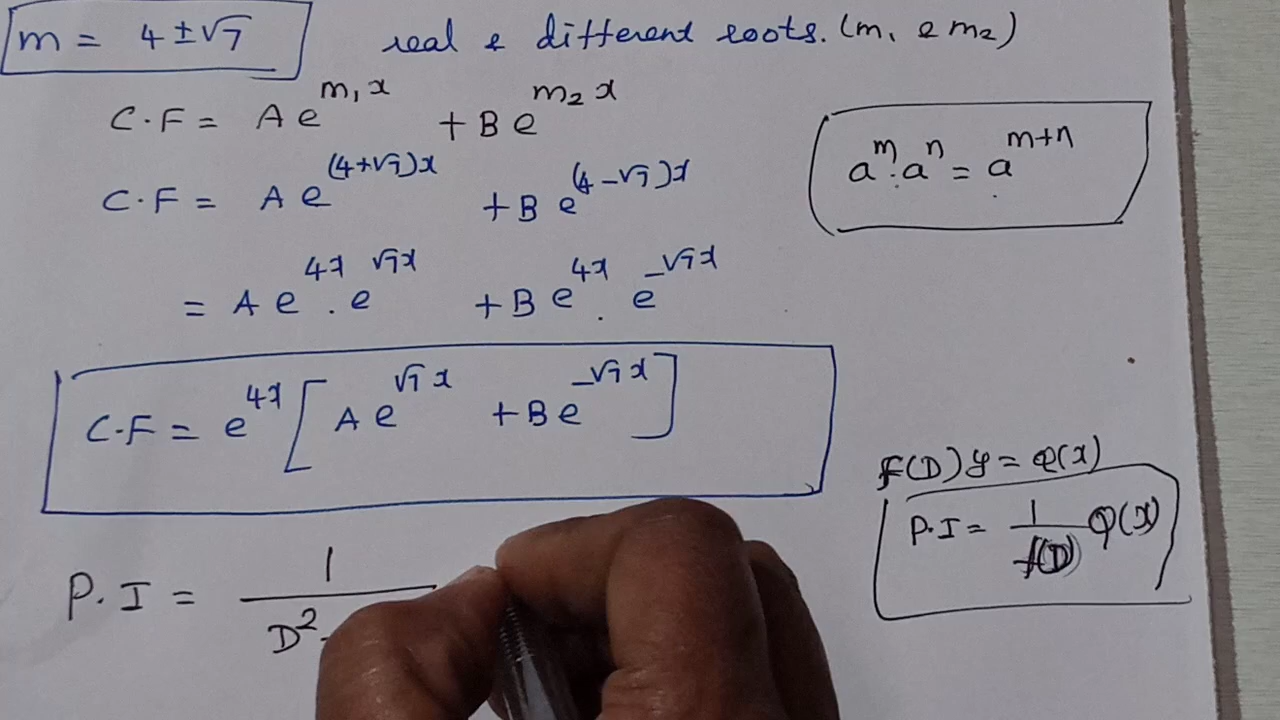 m = 4 ± √7 real & different roots. (m₁ & m₂)
C.F = A e^{m₁x} + B e^{m₂x}
C.F = A e^{(4+√7)x} + B e^{(4-√7)x}
= A e^{4x} . e^{√7x} + B e^{4x} . e^{-√7x}
C.F = e^{4x} [ A e^{√7x} + B e^{-√7x} ]
P.I = 1 / D²
a^m . a^n = a^{m+n}
F(D) y = Q(x)
P.I = 1 / f(D) Q(x)